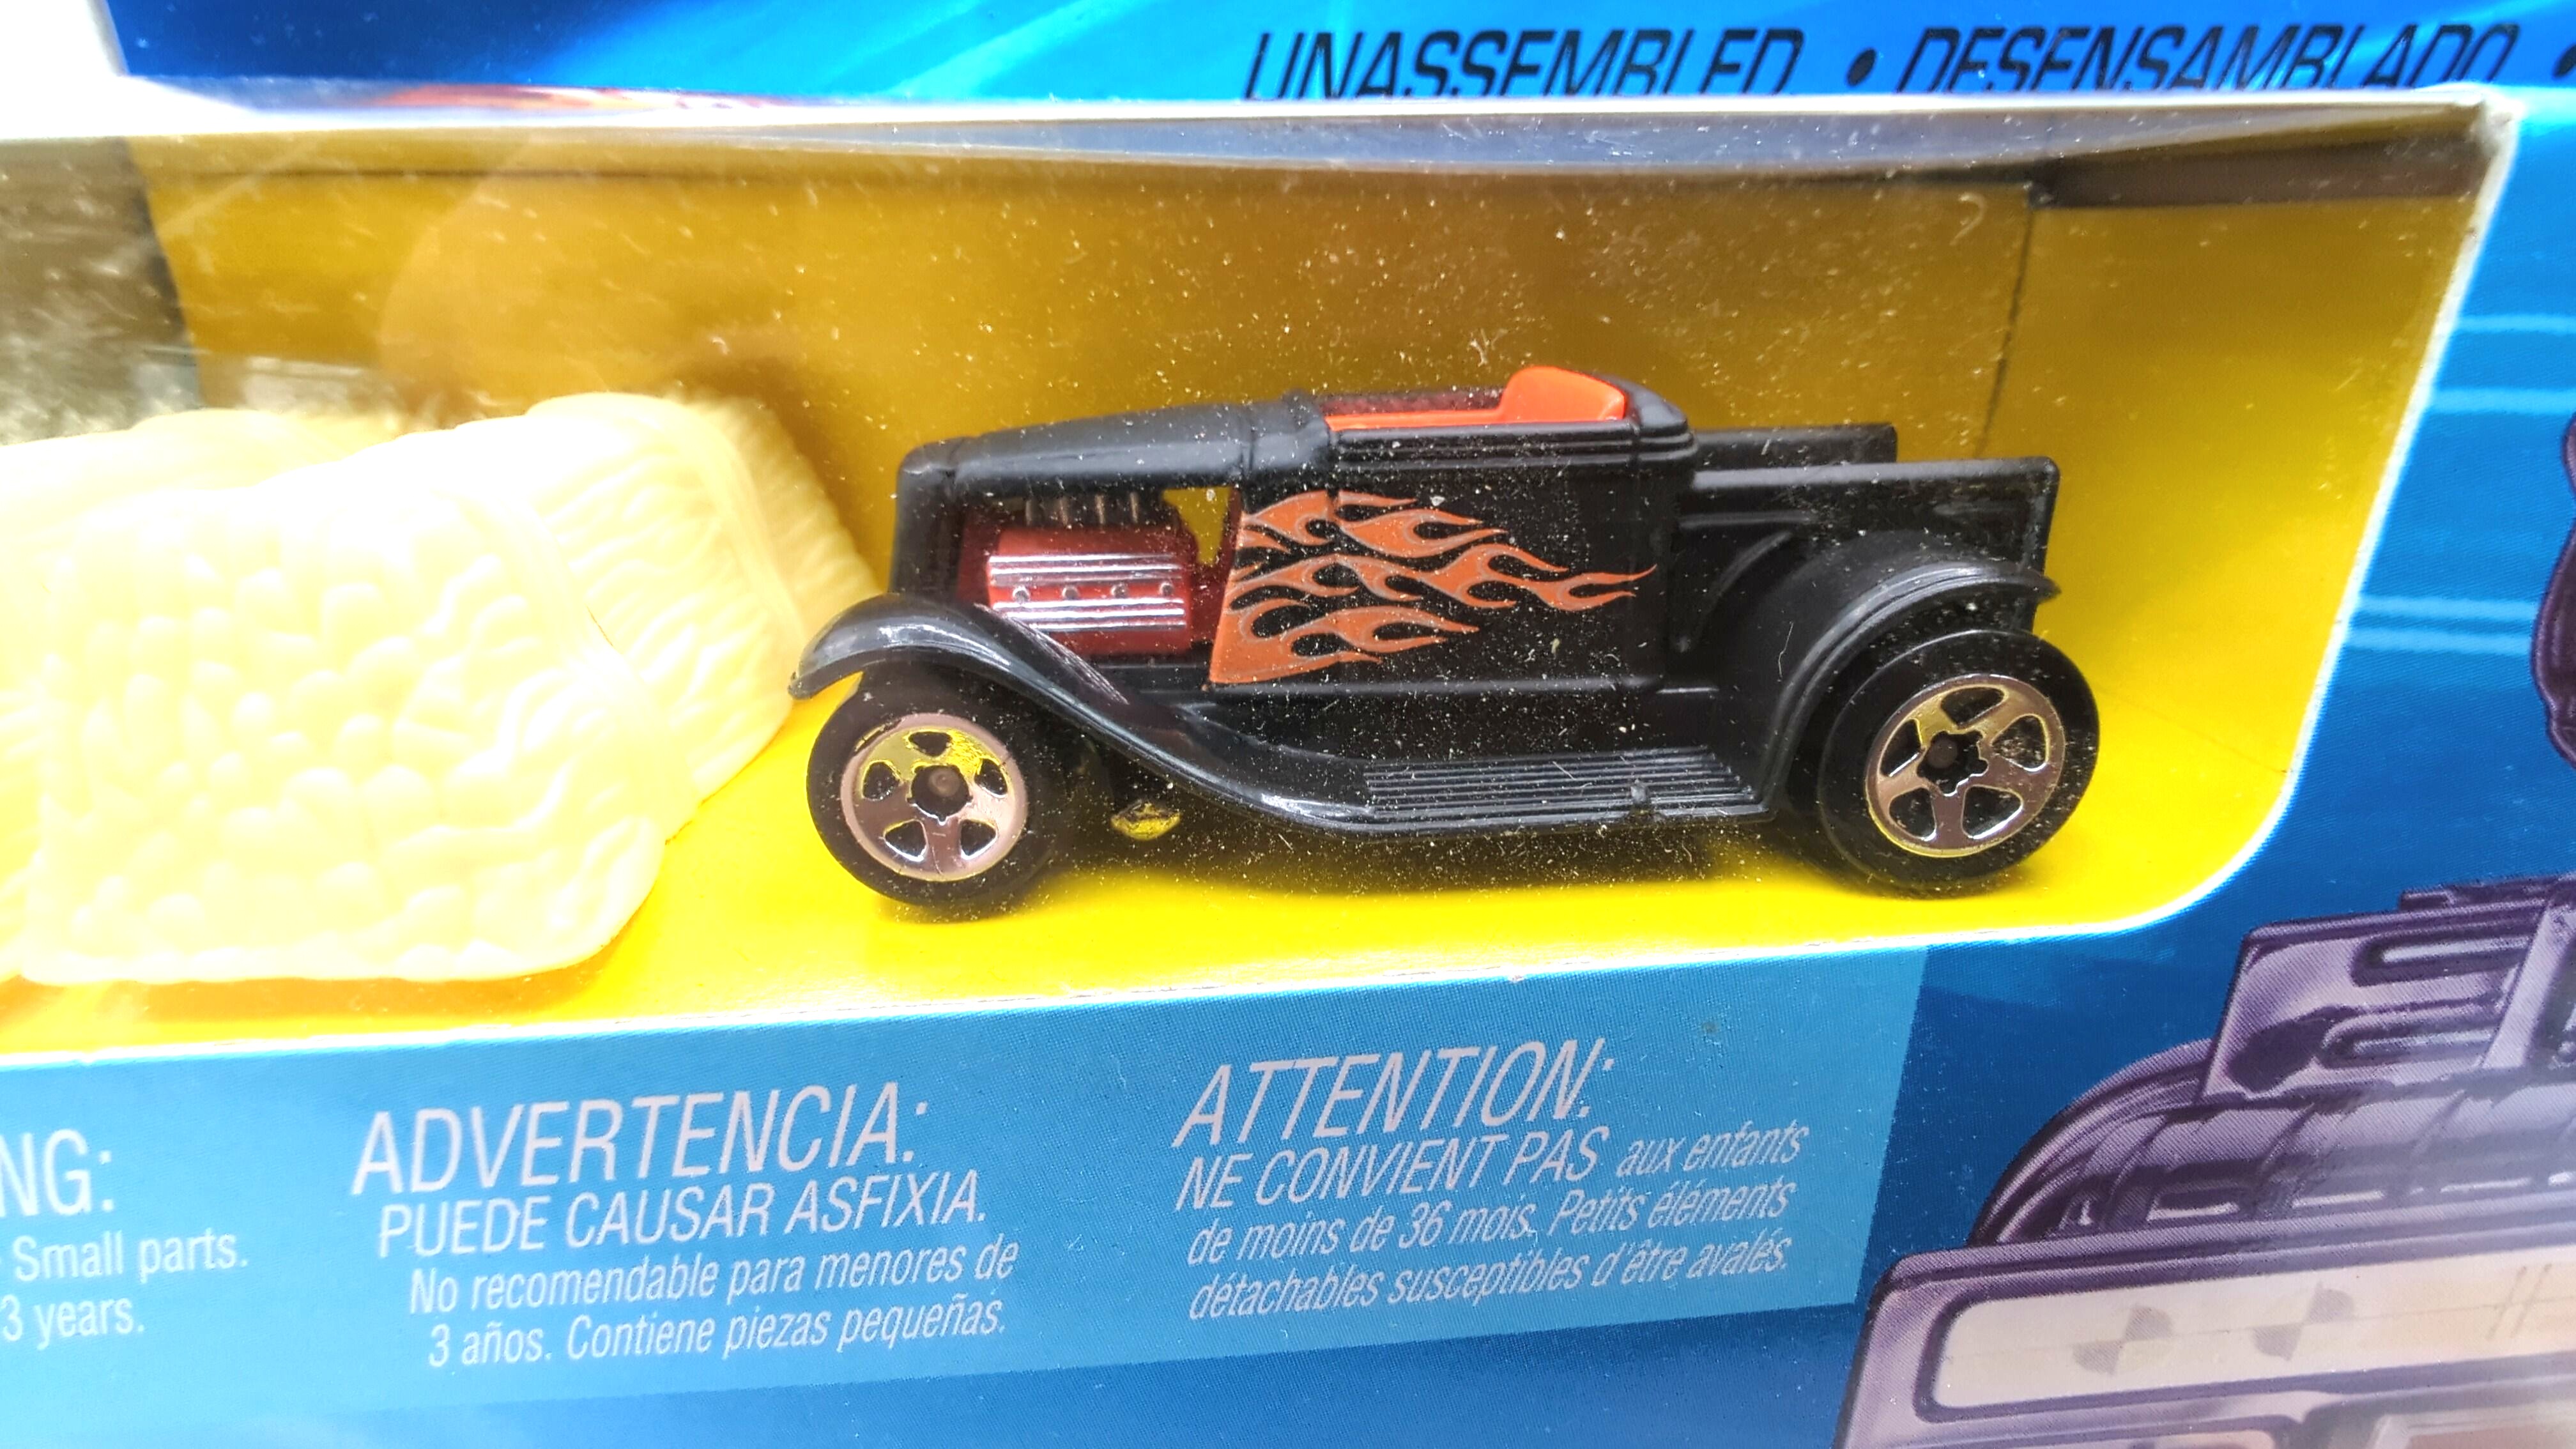 UNASSEMBLED • DESENSAMBLADO •
NG:
Small parts.
3 years.
ADVERTENCIA:
PUEDE CAUSAR ASFIXIA.
No recomendable para menores de
3 años. Contiene piezas pequeñas.
ATTENTION:
NE CONVIENT PAS aux enfants
de moins de 36 mois. Petits éléments
détachables susceptibles d'être avalés.